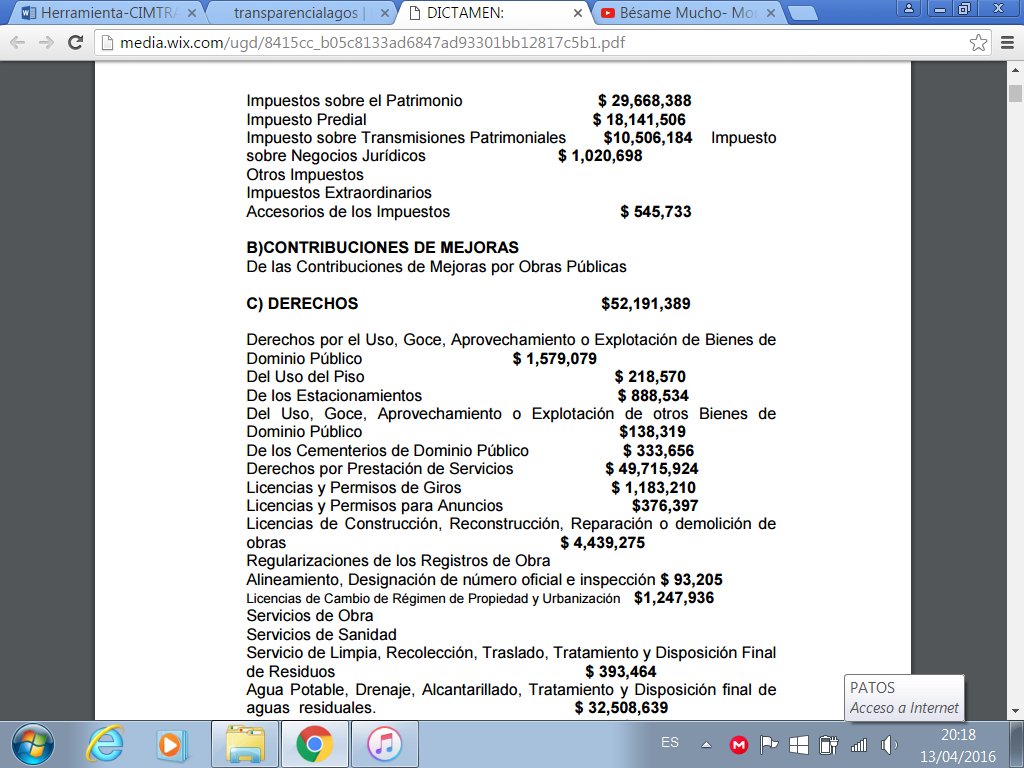 Herramienta-CIMTRA
transparencialagos |
DICTAMEN:
Bésame Mucho- Mo
media.wix.com/ugd/8415cc_b05c8133ad6847ad93301bb12817c5b1.pdf
Impuestos sobre el Patrimonio $ 29,668,388
Impuesto Predial $ 18,141,506
Impuesto sobre Transmisiones Patrimoniales $10,506,184 Impuesto
sobre Negocios Jurídicos $ 1,020,698
Otros Impuestos
Impuestos Extraordinarios
Accesorios de los Impuestos $ 545,733
B)CONTRIBUCIONES DE MEJORAS
De las Contribuciones de Mejoras por Obras Públicas
C) DERECHOS $52,191,389
Derechos por el Uso, Goce, Aprovechamiento o Explotación de Bienes de
Dominio Público $ 1,579,079
Del Uso del Piso $ 218,570
De los Estacionamientos $ 888,534
Del Uso, Goce, Aprovechamiento o Explotación de otros Bienes de
Dominio Público $138,319
De los Cementerios de Dominio Público $ 333,656
Derechos por Prestación de Servicios $ 49,715,924
Licencias y Permisos de Giros $ 1,183,210
Licencias y Permisos para Anuncios $376,397
Licencias de Construcción, Reconstrucción, Reparación o demolición de
obras $ 4,439,275
Regularizaciones de los Registros de Obra
Alineamiento, Designación de número oficial e inspección $ 93,205
Licencias de Cambio de Régimen de Propiedad y Urbanización $1,247,936
Servicios de Obra
Servicios de Sanidad
Servicio de Limpia, Recolección, Traslado, Tratamiento y Disposición Final
de Residuos $ 393,464
Agua Potable, Drenaje, Alcantarillado, Tratamiento y Disposición final de
aguas residuales. $ 32,508,639
PATOS
Acceso a Internet
ES
20:18
13/04/2016